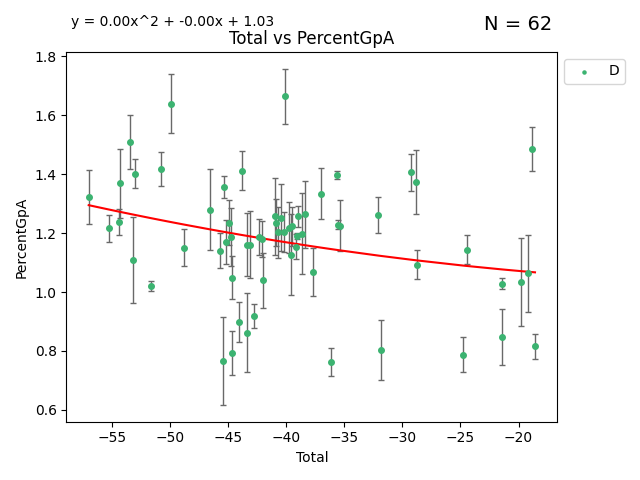 y = 0.00x^2 + -0.00x + 1.03
N = 62
Total vs PercentGpA
D
PercentGpA
1.8
1.6
1.4
1.2
1.0
0.8
0.6
−55
−50
−45
−40
−35
−30
−25
−20
Total